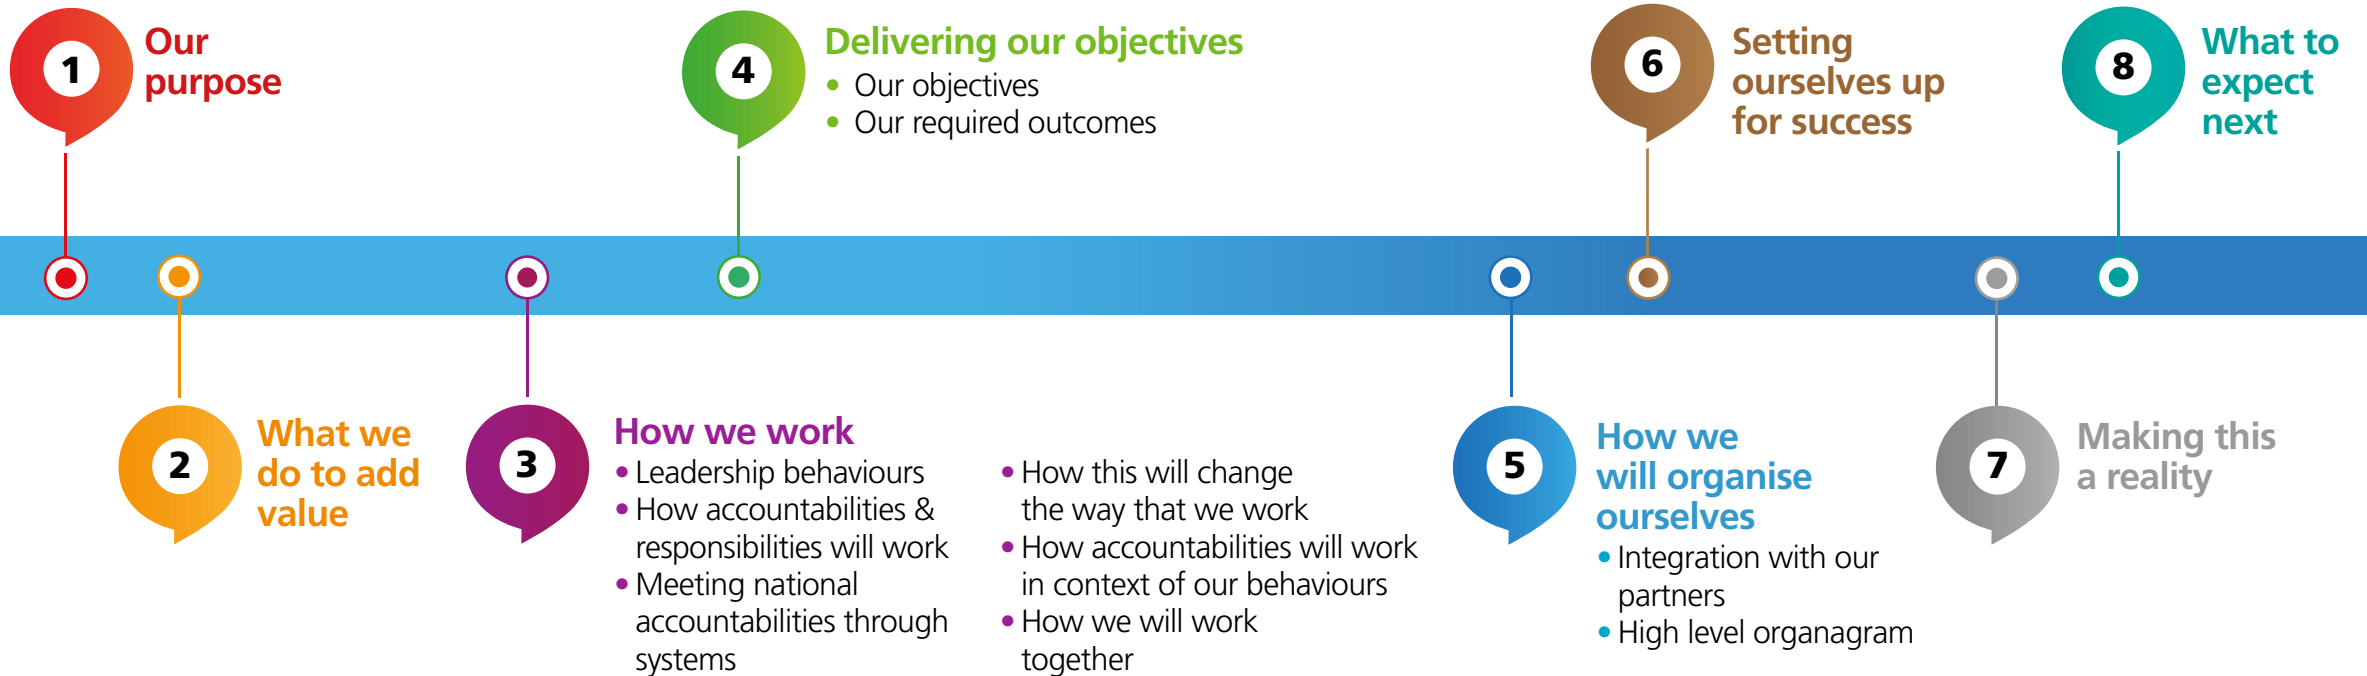 1
Our
purpose
2
What we
do to add
value
3
How we work
• Leadership behaviours
• How accountabilities &
responsibilities will work
• Meeting national
accountabilities through
systems
• How this will change
the way that we work
• How accountabilities will work
in context of our behaviours
• How we will work
together
4
Delivering our objectives
• Our objectives
• Our required outcomes
5
How we
will organise
ourselves
• Integration with our
partners
• High level organagram
6
Setting
ourselves up
for success
7
Making this
a reality
8
What to
expect
next